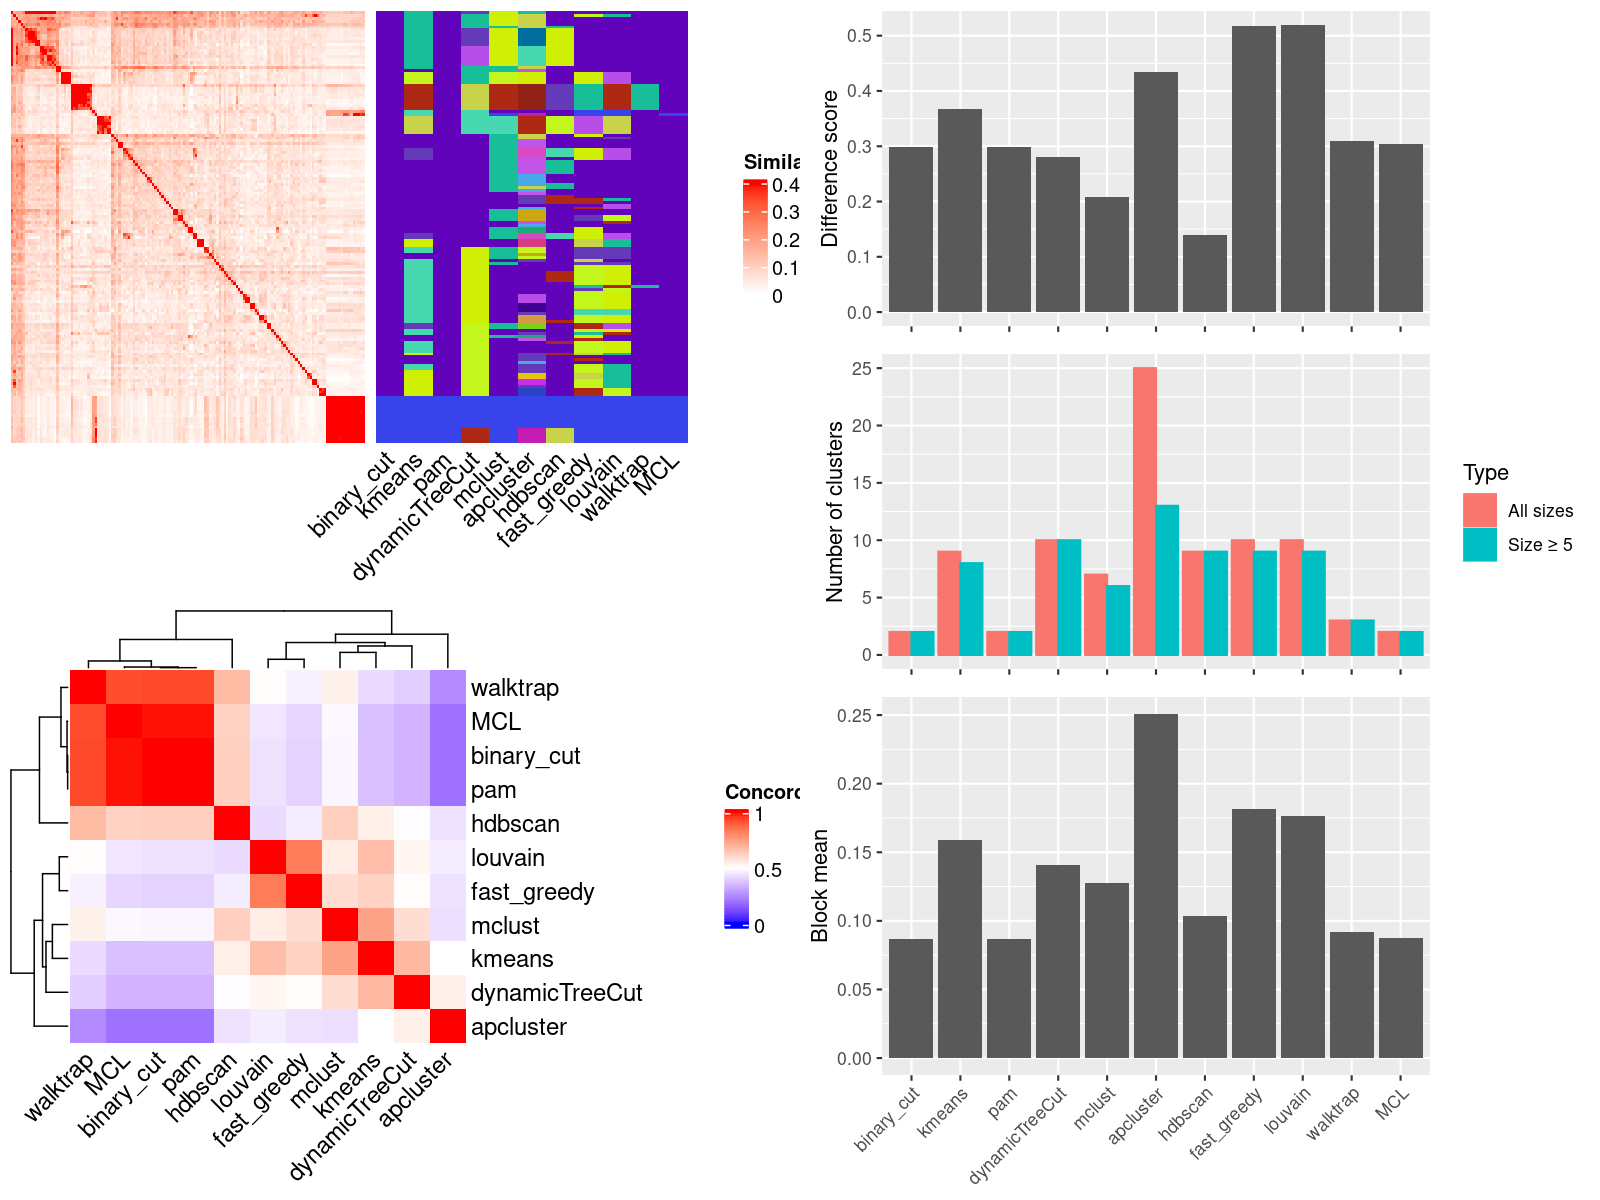 Simila
0.4
0.3
0.2
0.1
0
binary_cut
kmeans
pam
dynamicTreeCut
mclust
apcluster
hdbscan
fast_greedy
louvain
walktrap
MCL
walktrap
MCL
binary_cut
pam
hdbscan
louvain
fast_greedy
mclust
kmeans
dynamicTreeCut
apcluster
walktrap
MCL
binary_cut
pam
hdbscan
louvain
fast_greedy
mclust
kmeans
dynamicTreeCut
apcluster
Concord
1
0.5
0
Difference score
0.5
0.4
0.3
0.2
0.1
0.0
Number of clusters
25
20
15
10
5
0
Type
All sizes
Size ≥ 5
Block mean
0.25
0.20
0.15
0.10
0.05
0.00
binary_cut
kmeans
pam
dynamicTreeCut
mclust
apcluster
hdbscan
fast_greedy
louvain
walktrap
MCL